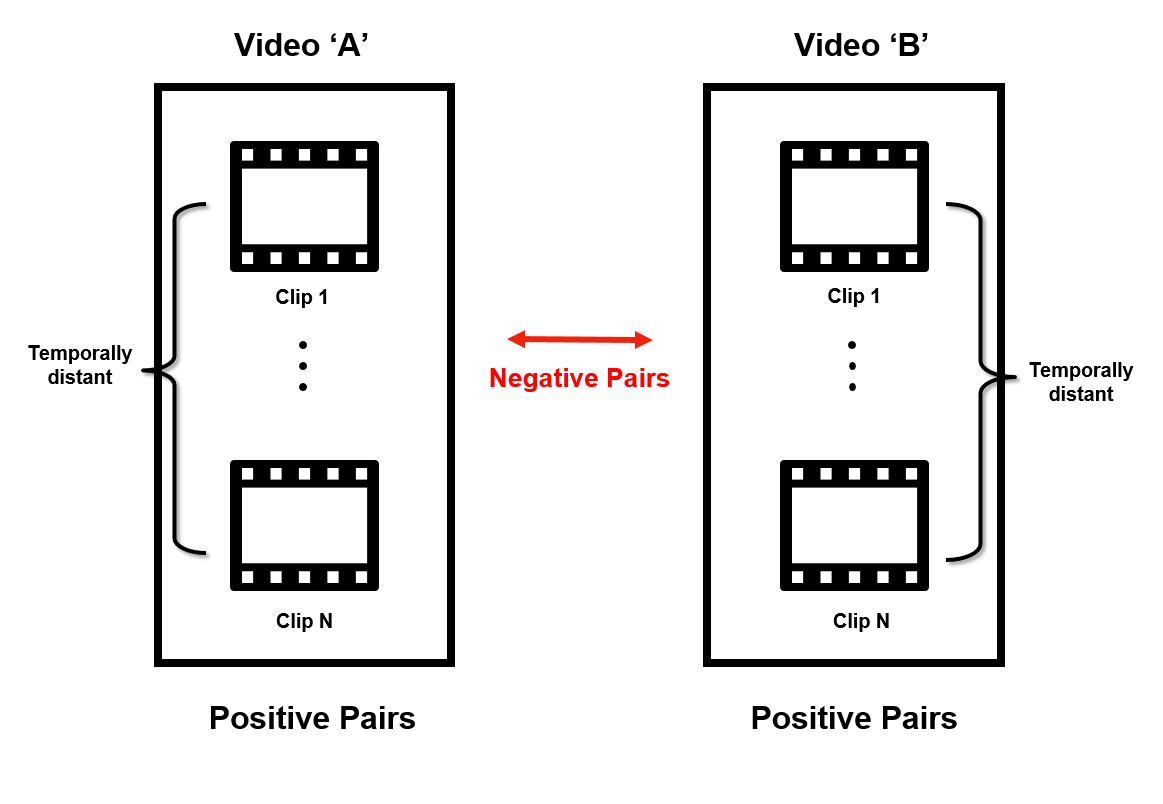 Video ‘A’
Video ‘B’
Clip 1
Clip 1
Temporally
distant
Negative Pairs
Temporally
distant
Clip N
Clip N
Positive Pairs
Positive Pairs